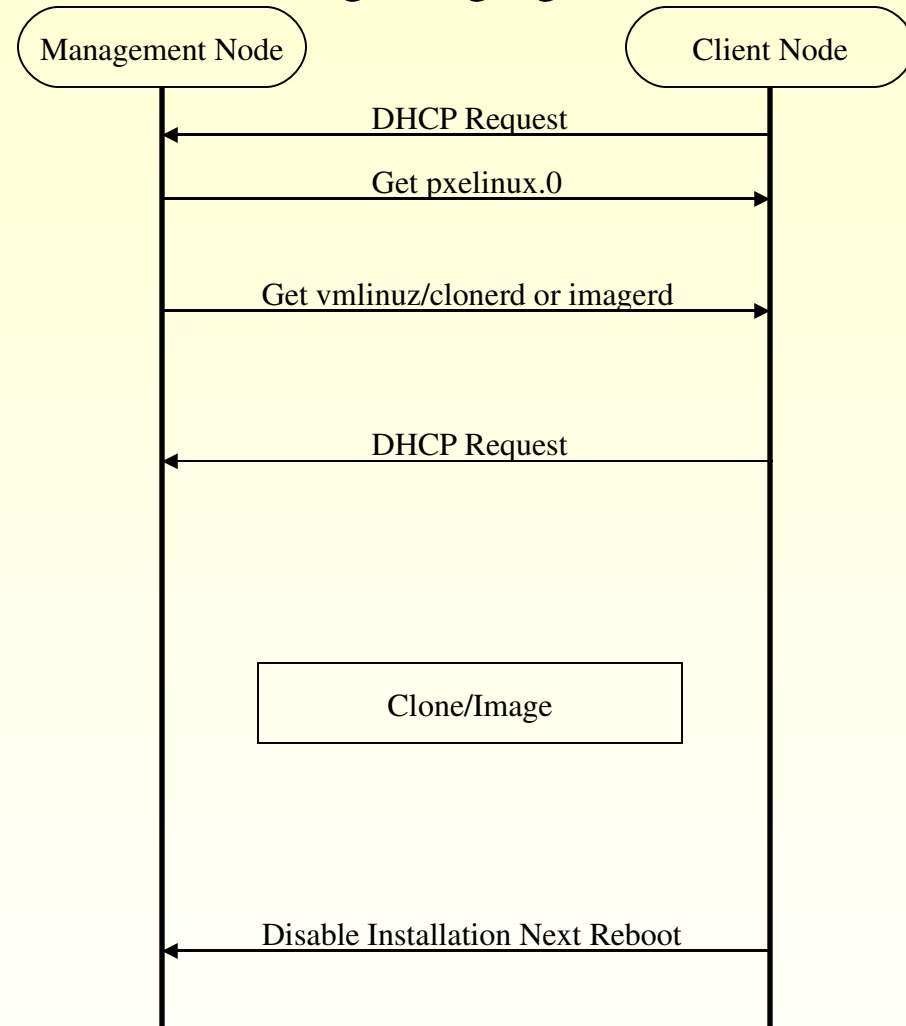 Management Node
Client Node
DHCP Request
Get pxelinux.0
Get vmlinuz/clonerd or imagerd
DHCP Request
Clone/Image
Disable Installation Next Reboot